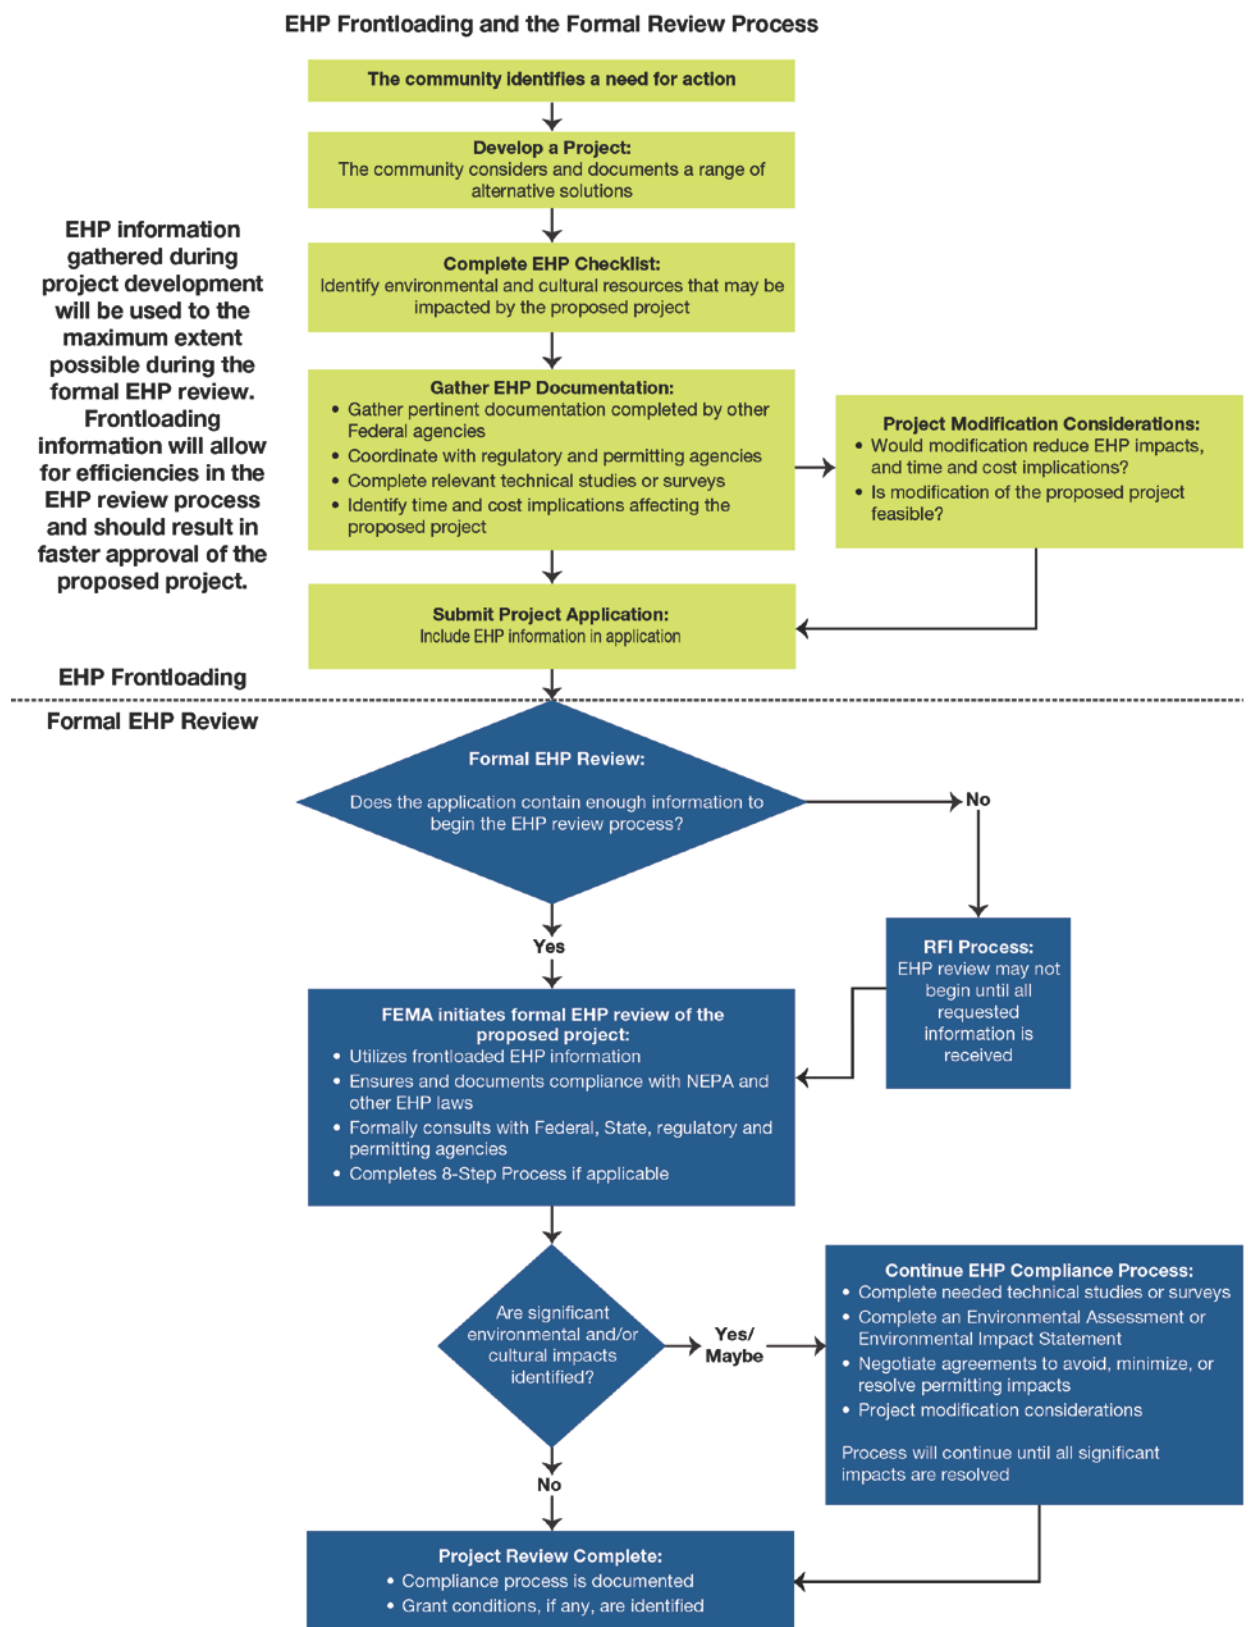 EHP Frontloading and the Formal Review Process
The community identifies a need for action
Develop a Project:
The community considers and documents a range of
alternative solutions
EHP information
gathered during
project development
will be used to the
maximum extent
possible during the
formal EHP review.
Frontloading
information will allow
for efficiencies in the
EHP review process
and should result in
faster approval of the
proposed project.
Complete EHP Checklist:
Identify environmental and cultural resources that may be
impacted by the proposed project
Gather EHP Documentation:
• Gather pertinent documentation completed by other
Federal agencies
• Coordinate with regulatory and permitting agencies
• Complete relevant technical studies or surveys
• Identify time and cost implications affecting the
proposed project
Project Modification Considerations:
• Would modification reduce EHP impacts,
and time and cost implications?
• Is modification of the proposed project
feasible?
Submit Project Application:
Include EHP information in application
EHP Frontloading
Formal EHP Review
Formal EHP Review:
Does the application contain enough information to
begin the EHP review process?
No
Yes
RFI Process:
EHP review may not
begin until all
requested
information is
received
FEMA initiates formal EHP review of the
proposed project:
• Utilizes frontloaded EHP information
• Ensures and documents compliance with NEPA and
other EHP laws
• Formally consults with Federal, State, regulatory and
permitting agencies
• Completes 8-Step Process if applicable
Are significant
environmental and/or
cultural impacts
identified?
Yes/
Maybe
Continue EHP Compliance Process:
• Complete needed technical studies or surveys
• Complete an Environmental Assessment or
Environmental Impact Statement
• Negotiate agreements to avoid, minimize, or
resolve permitting impacts
• Project modification considerations
Process will continue until all significant
impacts are resolved
No
Project Review Complete:
• Compliance process is documented
• Grant conditions, if any, are identified